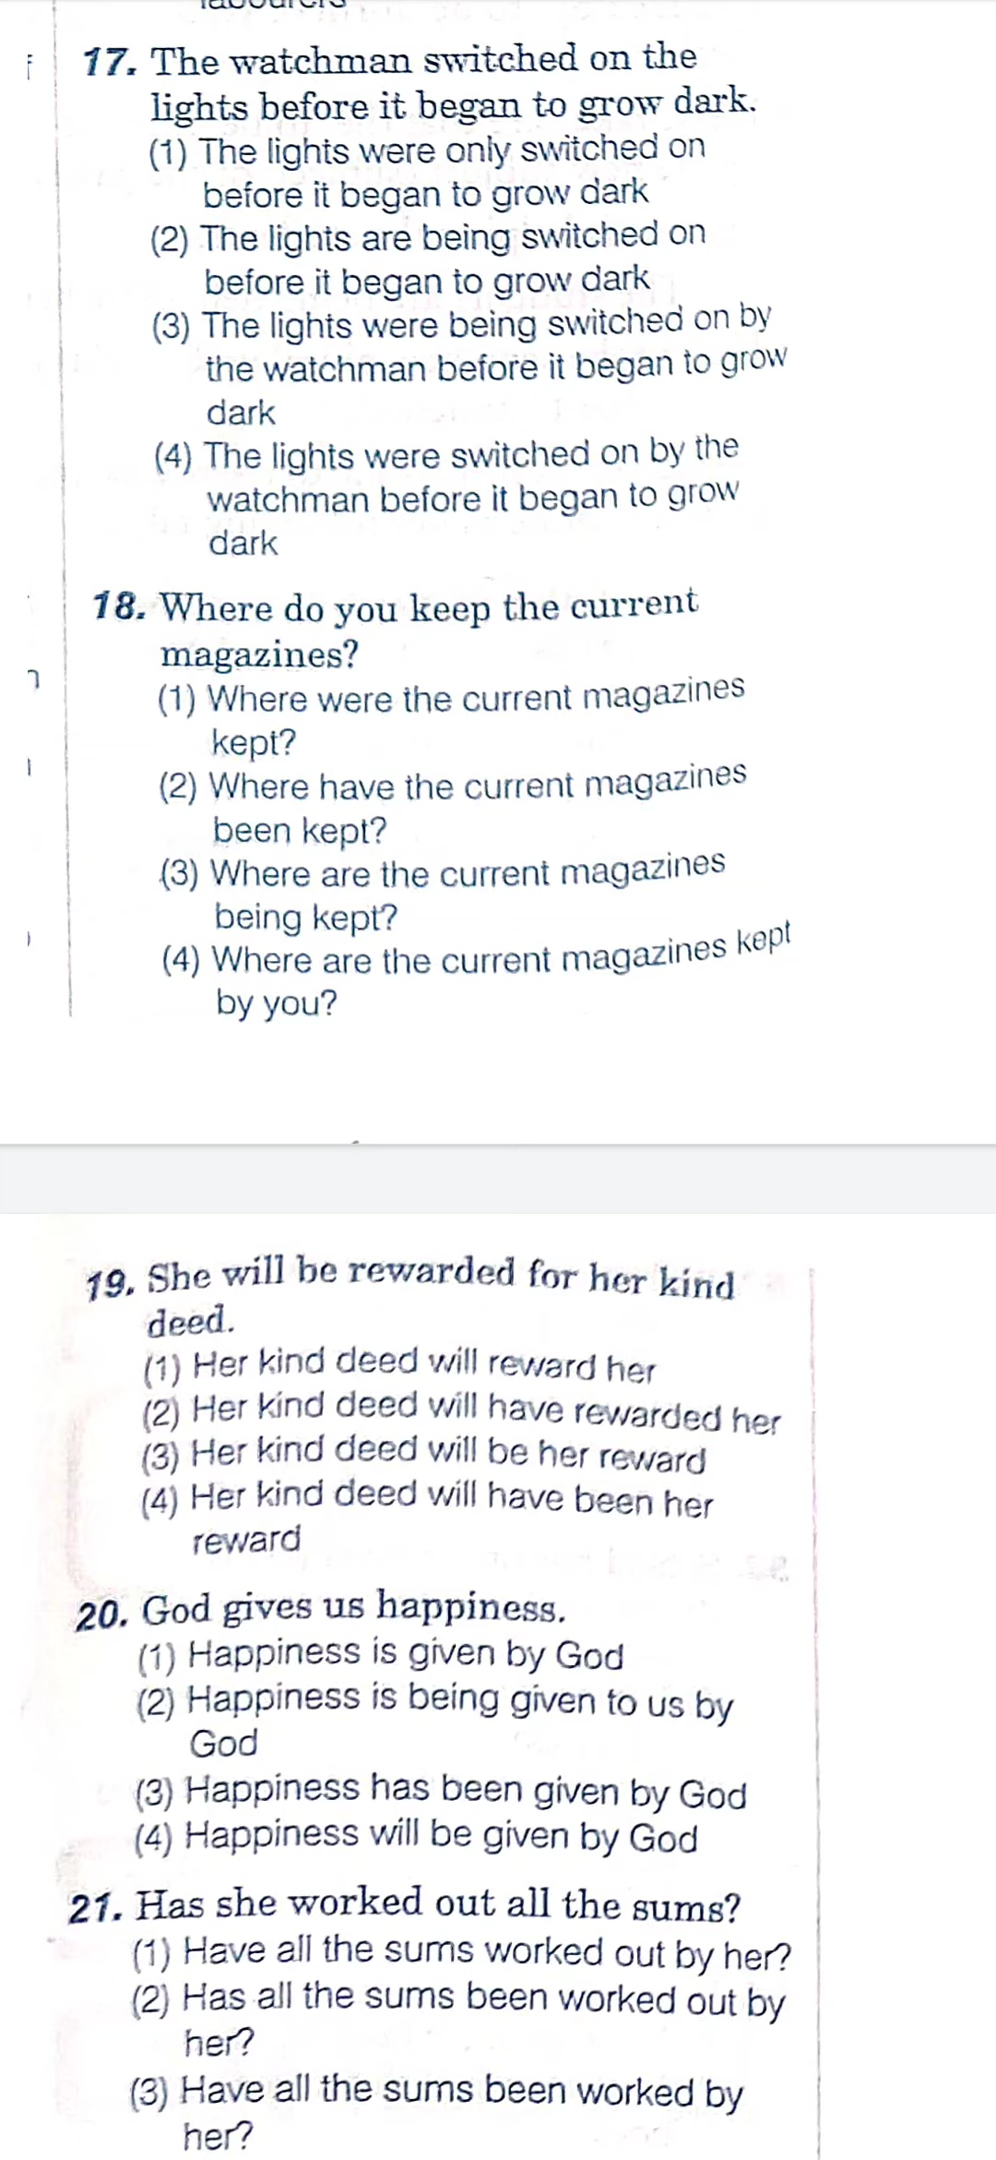 17. The watchman switched on the
lights before it began to grow dark.
(1) The lights were only switched on
before it began to grow dark
(2) The lights are being switched on
before it began to grow dark
(3) The lights were being switched on by
the watchman before it began to grow
dark
(4) The lights were switched on by the
watchman before it began to grow
dark
18. Where do you keep the current
magazines?
(1) Where were the current magazines
kept?
(2) Where have the current magazines
been kept?
(3) Where are the current magazines
being kept?
(4) Where are the current magazines kept
by you?
19. She will be rewarded for her kind
deed.
(1) Her kind deed will reward her
(2) Her kind deed will have rewarded her
(3) Her kind deed will be her reward
(4) Her kind deed will have been her
reward
20. God gives us happiness.
(1) Happiness is given by God
(2) Happiness is being given to us by
God
(3) Happiness has been given by God
(4) Happiness will be given by God
21. Has she worked out all the sums?
(1) Have all the sums worked out by her?
(2) Has all the sums been worked out by
her?
(3) Have all the sums been worked by
her?